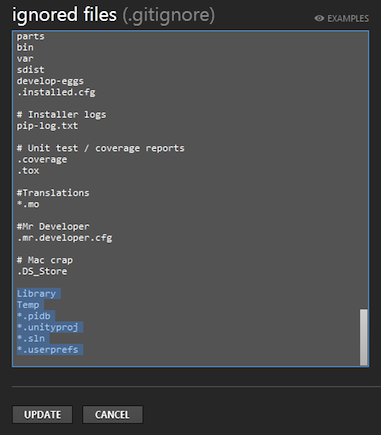 ignored files (.gitignore)
EXAMPLES
parts
bin
var
sdist
develop-eggs
.installed.cfg
# Installer logs
pip-log.txt
# Unit test / coverage reports
.coverage
.tox
#Translations
*.mo
#Mr Developer
.mr.developer.cfg
# Mac crap
.DS_Store
Library
Temp
*.pidb
*.unityproj
*.sln
*.userprefs
UPDATE
CANCEL